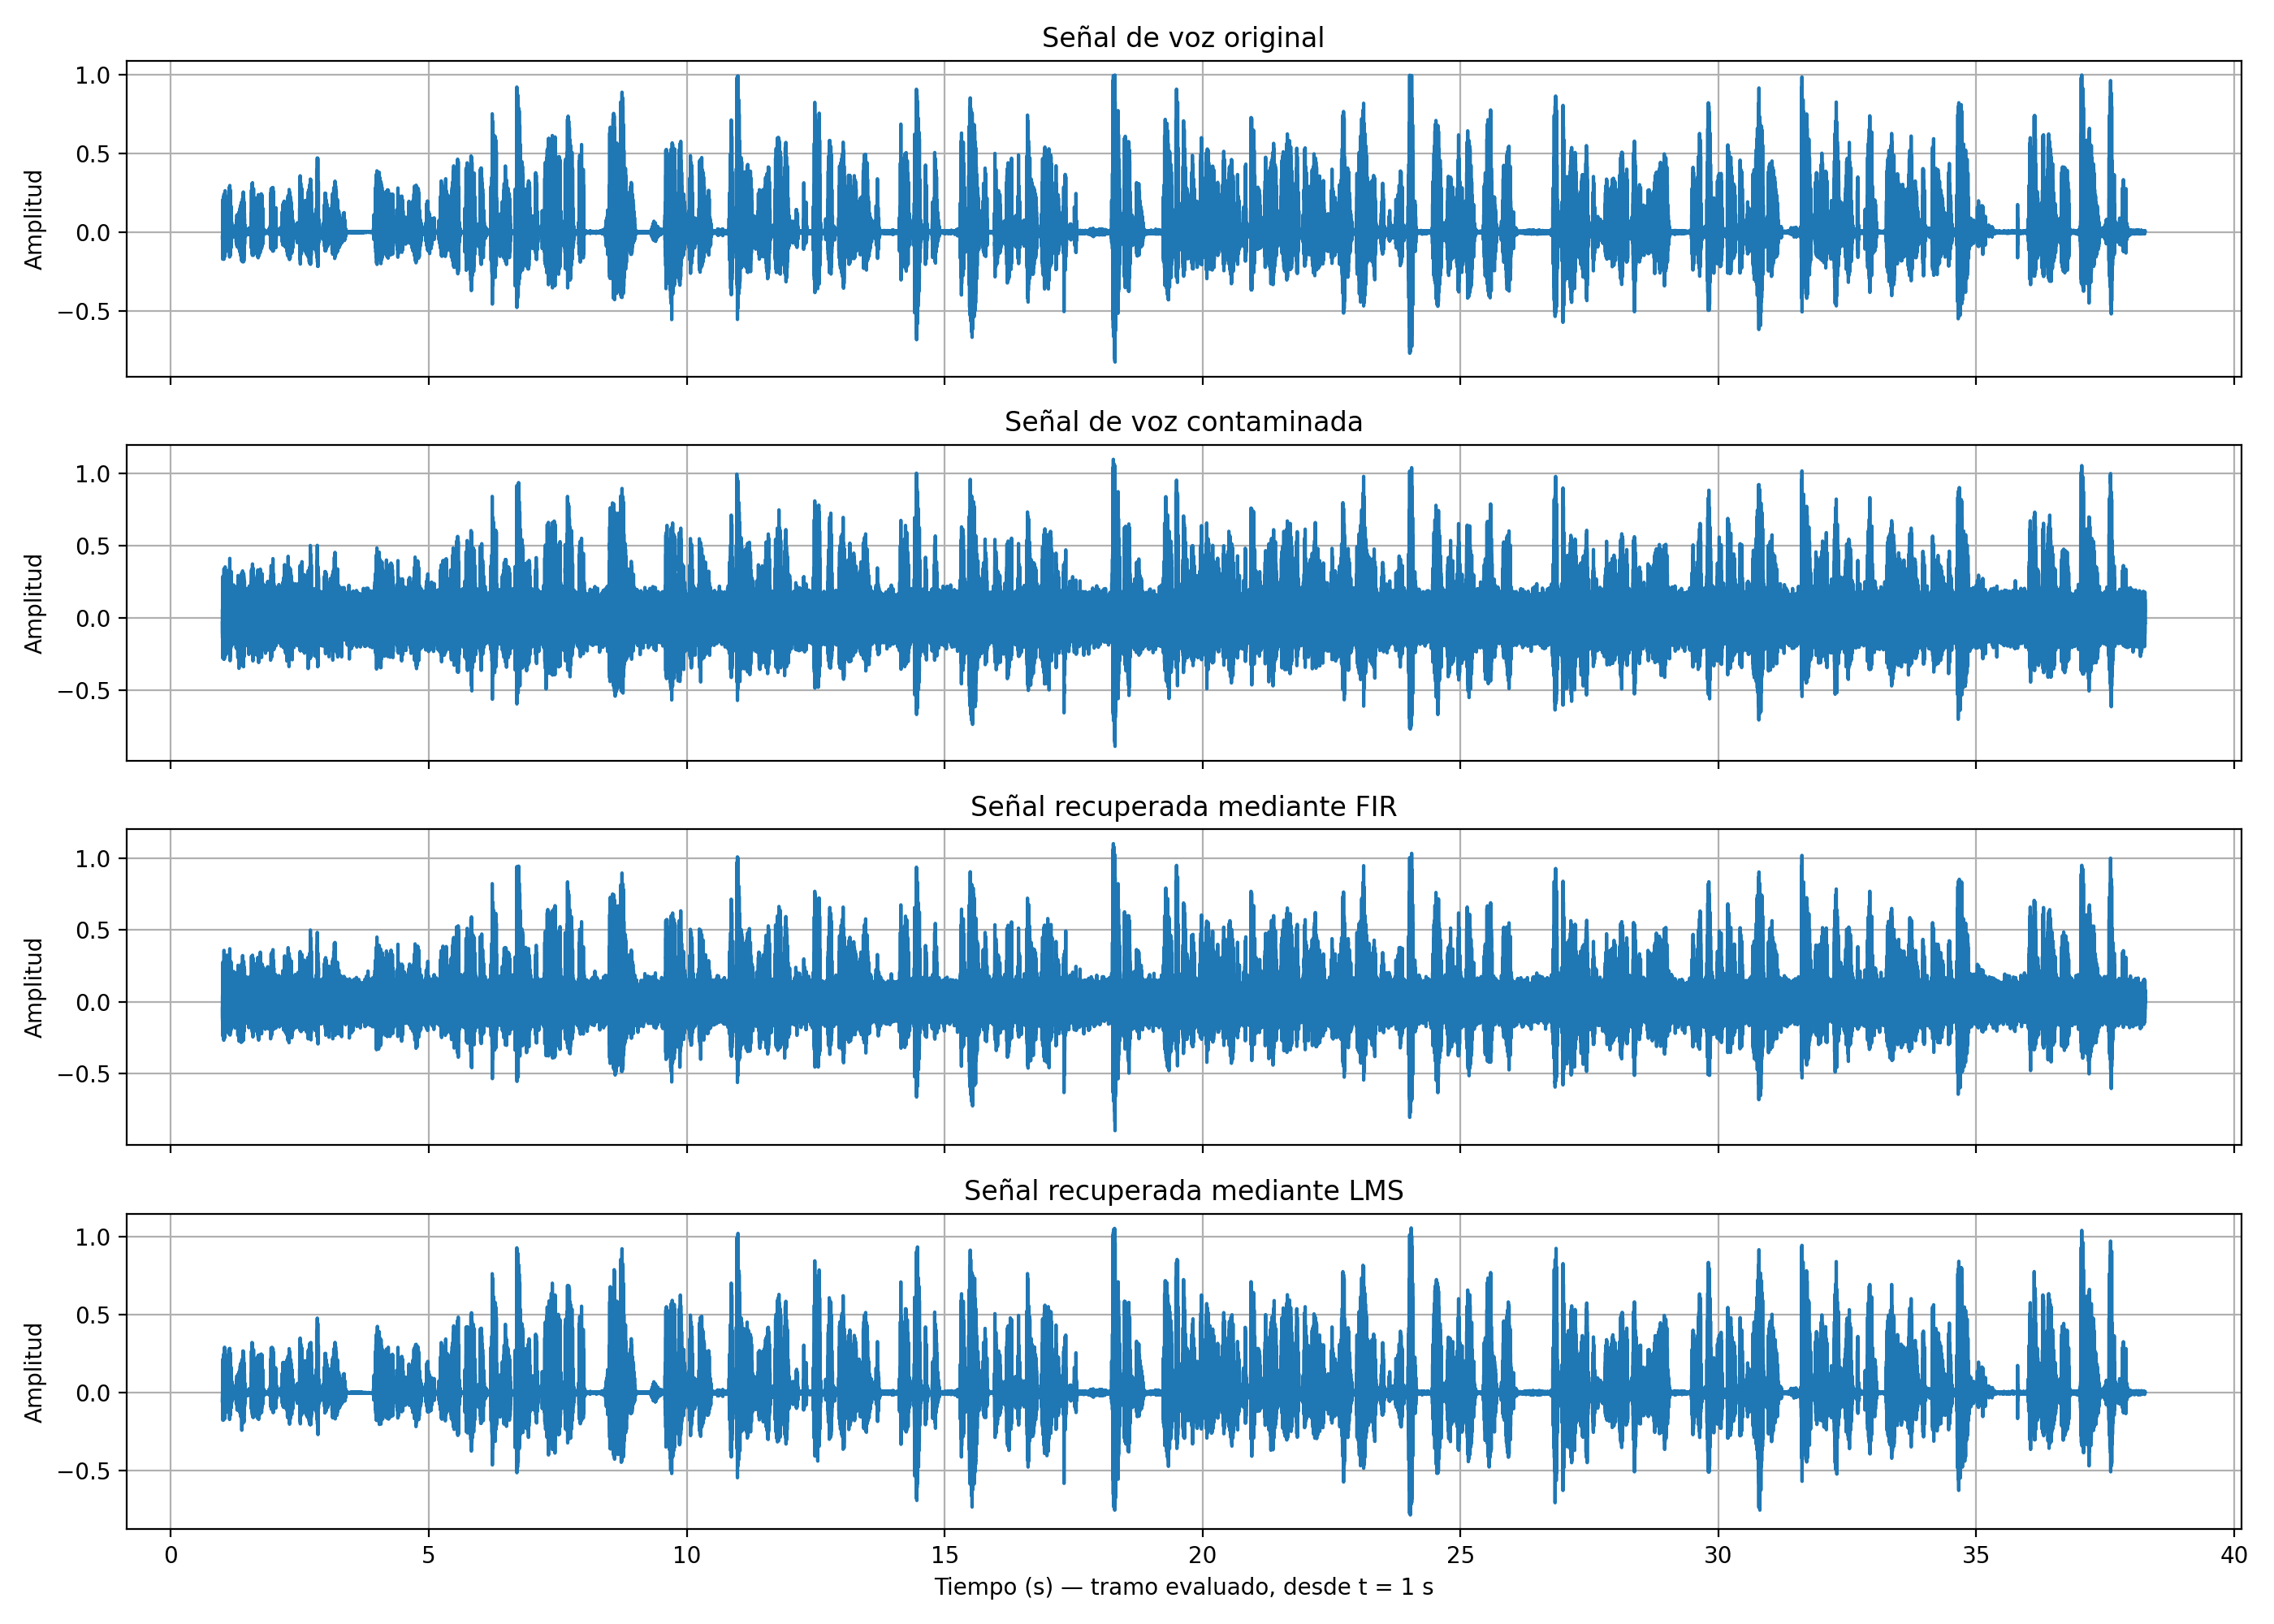 Señal de voz original
1.0
0.5
0.0
−0.5
Amplitud
Señal de voz contaminada
1.0
0.5
0.0
−0.5
Amplitud
Señal recuperada mediante FIR
1.0
0.5
0.0
−0.5
Amplitud
Señal recuperada mediante LMS
1.0
0.5
0.0
−0.5
Amplitud
0 5 10 15 20 25 30 35 40
Tiempo (s) — tramo evaluado, desde t = 1 s